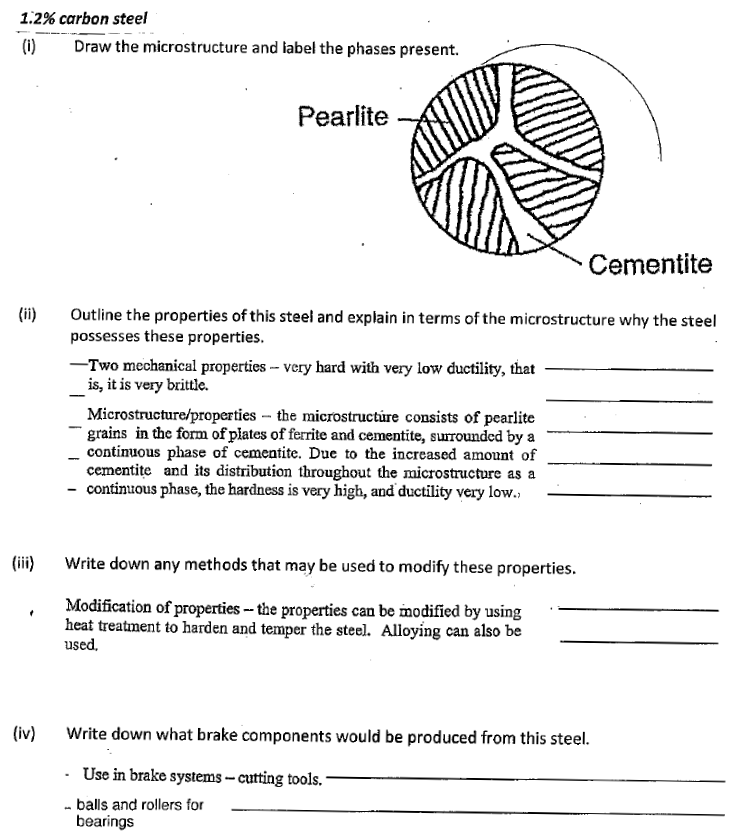 1.2% carbon steel
(i) Draw the microstructure and label the phases present.
Pearlite
Cementite
(ii) Outline the properties of this steel and explain in terms of the microstructure why the steel
possesses these properties.
Two mechanical properties – very hard with very low ductility, that
is, it is very brittle.
Microstructure/properties – the microstructure consists of pearlite
grains in the form of plates of ferrite and cementite, surrounded by a
continuous phase of cementite. Due to the increased amount of
cementite and its distribution throughout the microstructure as a
continuous phase, the hardness is very high, and ductility very low.
(iii) Write down any methods that may be used to modify these properties.
Modification of properties – the properties can be modified by using
heat treatment to harden and temper the steel. Alloying can also be
used.
(iv) Write down what brake components would be produced from this steel.
- Use in brake systems – cutting tools.
- balls and rollers for
bearings